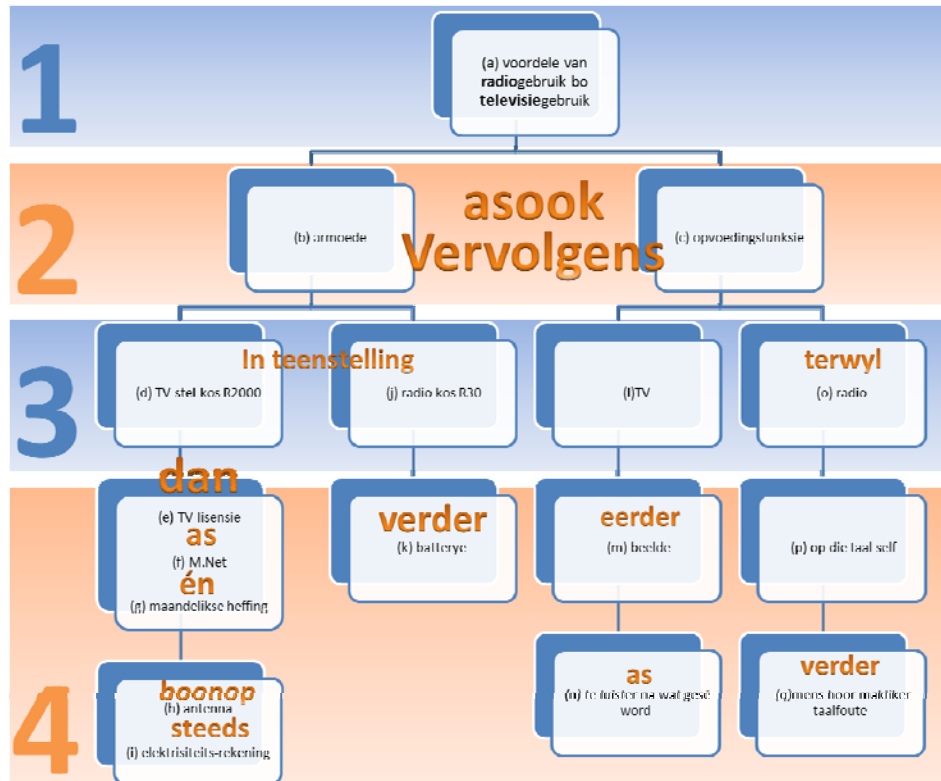 1
(a) voordele van
radiogebruik bo
televisiegebruik
2
(b) armoede
asook
Vervolgens
(c) opvoedingsfunksie
3
In teenstelling
(d) TV stel kos R2000
(j) radio kos R30
(l)TV
terwyl
(o) radio
4
dan
(e) TV lisensie
as
(f) M.Net
én
(g) maandelikse heffing
verder
(k) batterye
eerder
(m) beelde
(p) op die taal self
boonop
(h) antenna
steeds
(i) elektrisiteits-rekening
as
(n) te luister na wat gesê
word
verder
(q)mens hoor makliker
taalfoute